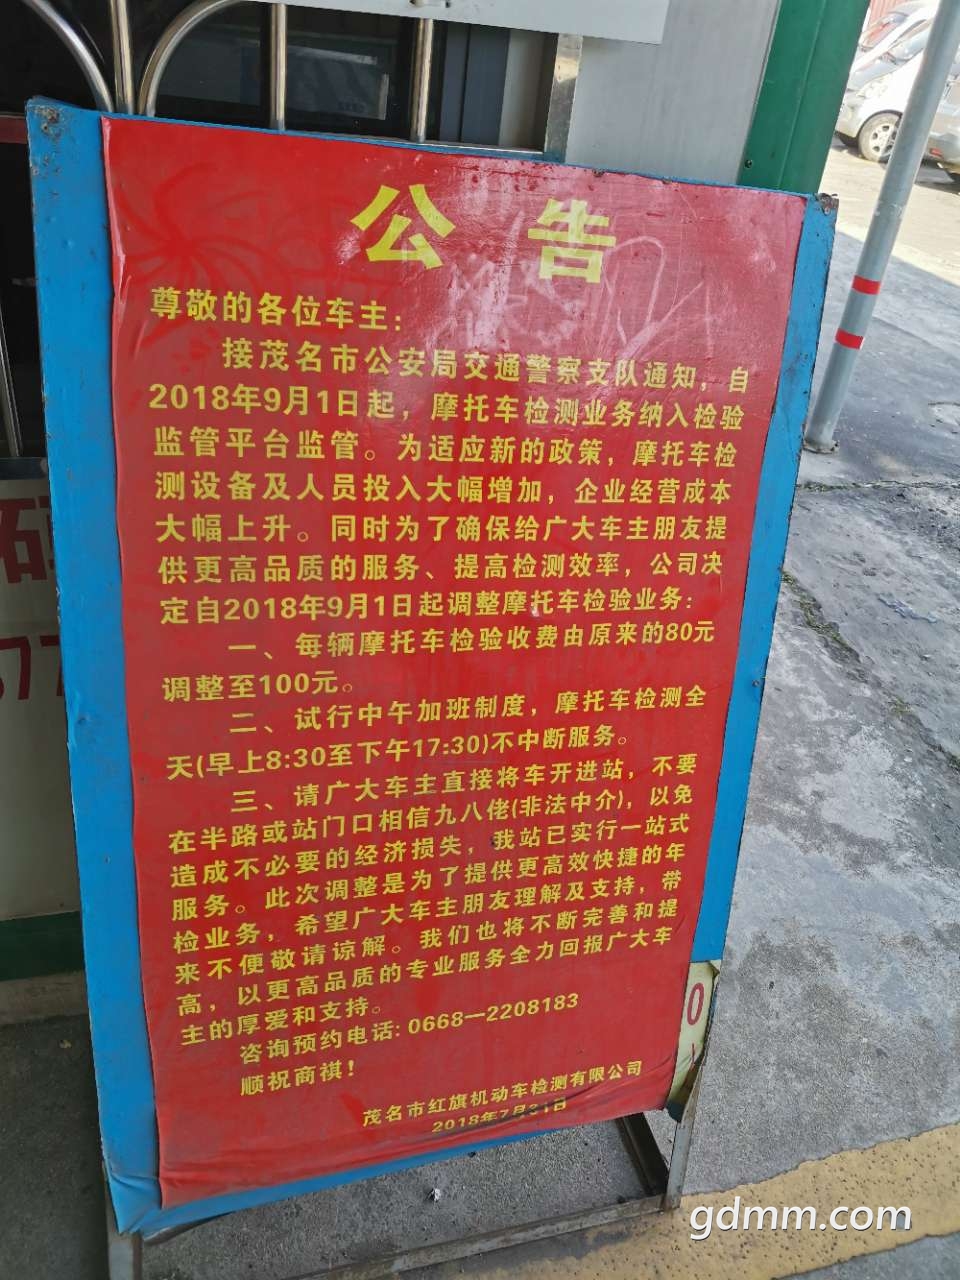 公告
尊敬的各位车主：
接茂名市公安局交通警察支队通知，自
2018年9月1日起，摩托车检测业务纳入检验
监管平台监管。为适应新的政策，摩托车检
测设备及人员投入大幅增加，企业经营成本
大幅上升。同时为了确保给广大车主朋友提
供更高品质的服务、提高检测效率，公司决
定自2018年9月1日起调整摩托车检验业务：
一、每辆摩托车检验收费由原来的80元
调整至100元。
二、试行中午加班制度，摩托车检测全
天(早上8:30至下午17:30)不中断服务。
三、请广大车主直接将车开进站，不要
在半路或站门口相信九八佬(非法中介)，以免
造成不必要的经济损失，我站已实行一站式
服务。此次调整是为了提供更高效快捷的年
检业务，希望广大车主朋友理解及支持，带
来不便敬请谅解。我们也将不断完善和提
高，以更高品质的专业服务全力回报广大车
主的厚爱和支持。
咨询预约电话：0668—2208183
顺祝商祺！
茂名市红旗机动车检测有限公司
2018年7月31日
gdmm.com